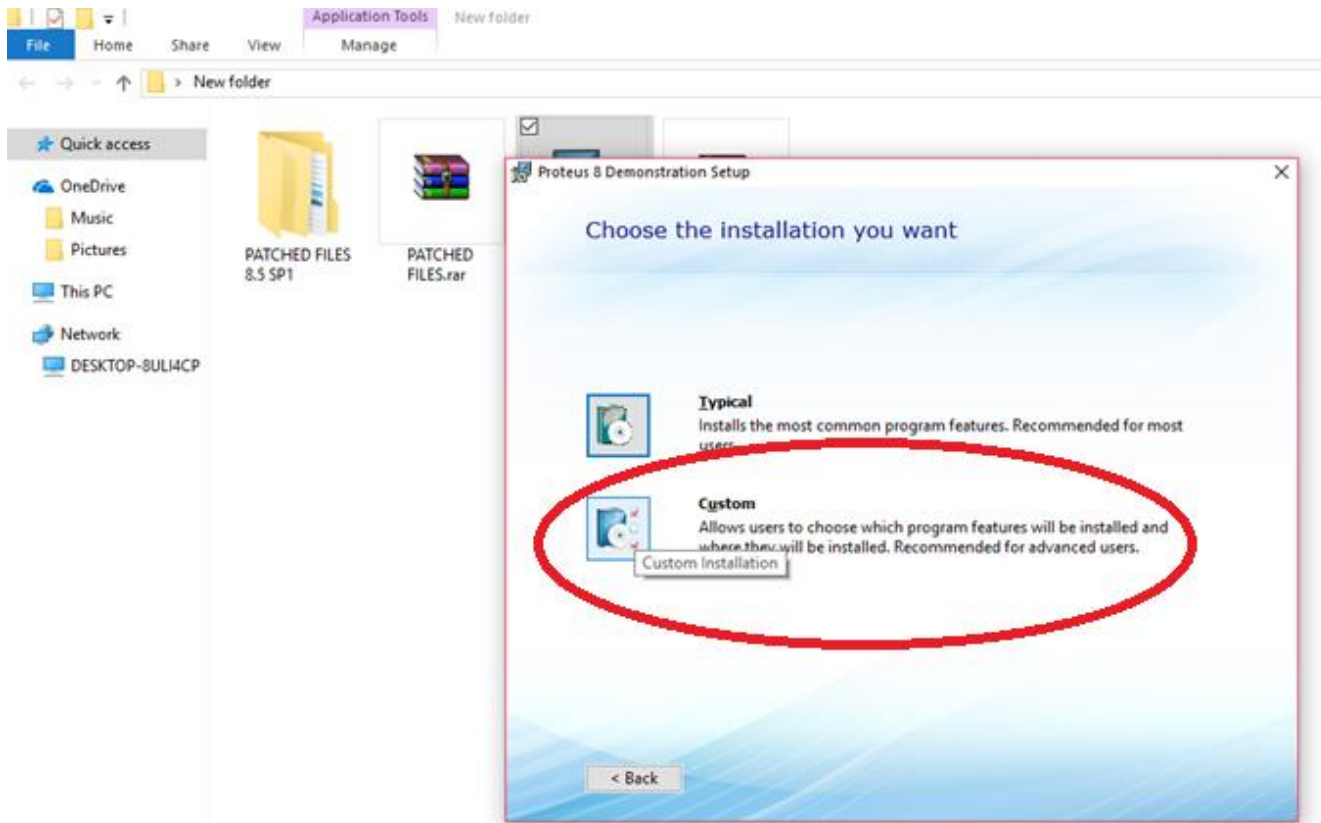 Application Tools New folder
File Home Share View Manage
New folder
Quick access
OneDrive
Music
Pictures
This PC
Network
DESKTOP-8ULI4CP
PATCHED FILES
8.5 SP1
PATCHED
FILES.rar
Proteus 8 Demonstration Setup
Choose the installation you want
Typical
Installs the most common program features. Recommended for most
users.
Custom
Allows users to choose which program features will be installed and
where they will be installed. Recommended for advanced users.
Custom Installation
< Back